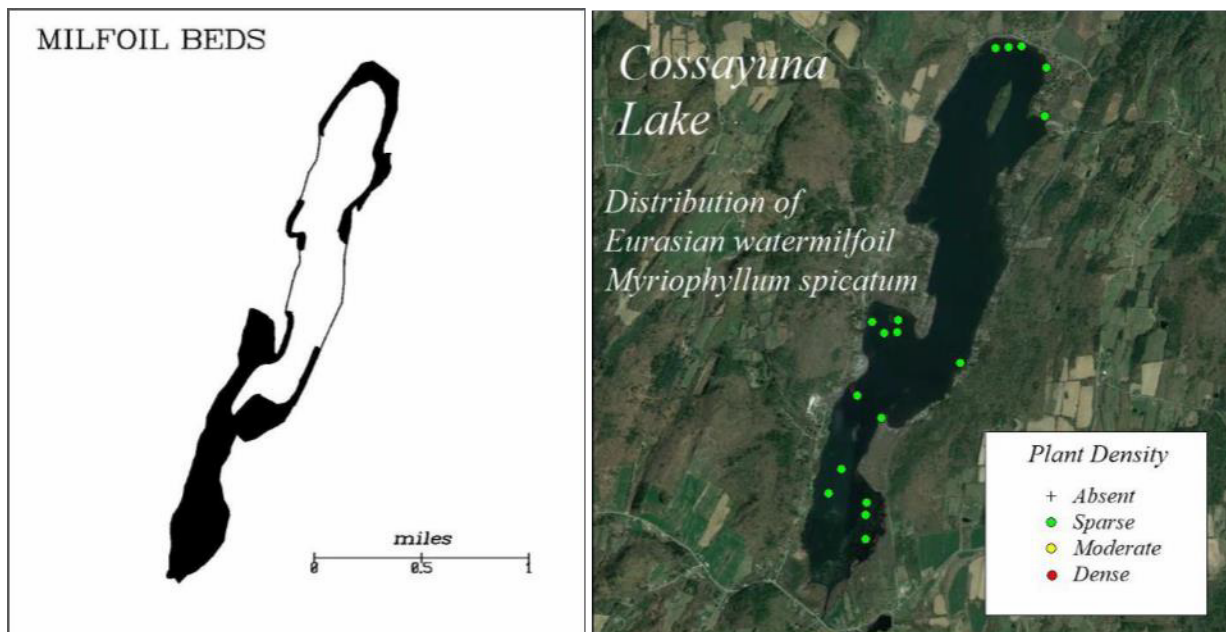 MILFOIL BEDS
miles
0 0.5 1
Cossayuna
Lake
Distribution of
Eurasian watermilfoil
Myriophyllum spicatum
Plant Density
Absent
Sparse
Moderate
Dense